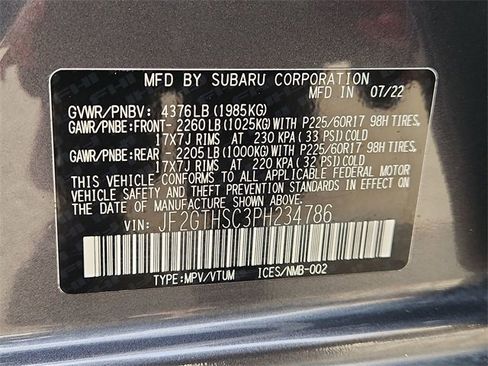 MFD BY SUBARU CORPORATION
MFD IN 07/22
GVWR/PNBV: 4376LB (1985KG)
GAWR/PNBE:FRONT- 2260LB(1025KG)WITH P225/60R17 98H TIRES,
17X7J RIMS AT 230 KPA(33 PSI)COLD
GAWR/PNBE:REAR - 2205LB(1000KG)WITH P225/60R17 98H TIRES,
17X7J RIMS AT 220 KPA(32 PSI)COLD
THIS VEHICLE CONFORMS TO ALL APPLICABLE FEDERAL MOTOR
VEHICLE SAFETY AND THEFT PREVENTION STANDARDS IN EFFECT ON
THE DATE OF MANUFACTURE SHOWN ABOVE.
VIN: JF2GTHSC3PH234786
TYPE:MPV/VTUM ICES/NMB-002